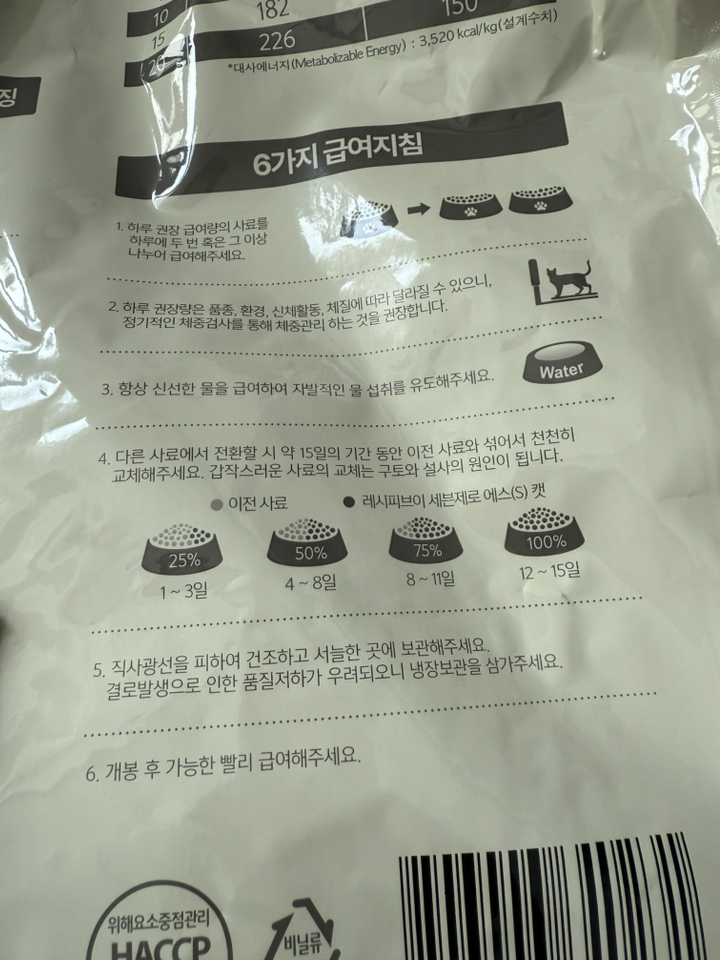 10 182 150
15 226
20
*대사에너지(Metabolizable Energy) : 3,520 kcal/kg(설계수치)
징
6가지 급여지침
1. 하루 권장 급여량의 사료를
하루에 두 번 혹은 그 이상
나누어 급여해주세요.
2. 하루 권장량은 품종, 환경, 신체활동, 체질에 따라 달라질 수 있으니,
정기적인 체중검사를 통해 체중관리 하는 것을 권장합니다.
3. 항상 신선한 물을 급여하여 자발적인 물 섭취를 유도해주세요.
Water
4. 다른 사료에서 전환할 시 약 15일의 기간 동안 이전 사료와 섞어서 천천히
교체해주세요. 갑작스러운 사료의 교체는 구토와 설사의 원인이 됩니다.
이전 사료 레시피브이 세븐제로 에스(S) 캣
25% 50% 75% 100%
1 ~ 3일 4 ~ 8일 8 ~ 11일 12 ~ 15일
5. 직사광선을 피하여 건조하고 서늘한 곳에 보관해주세요.
결로발생으로 인한 품질저하가 우려되오니 냉장보관을 삼가주세요.
6. 개봉 후 가능한 빨리 급여해주세요.
위해요소중점관리
HACCP
비닐류